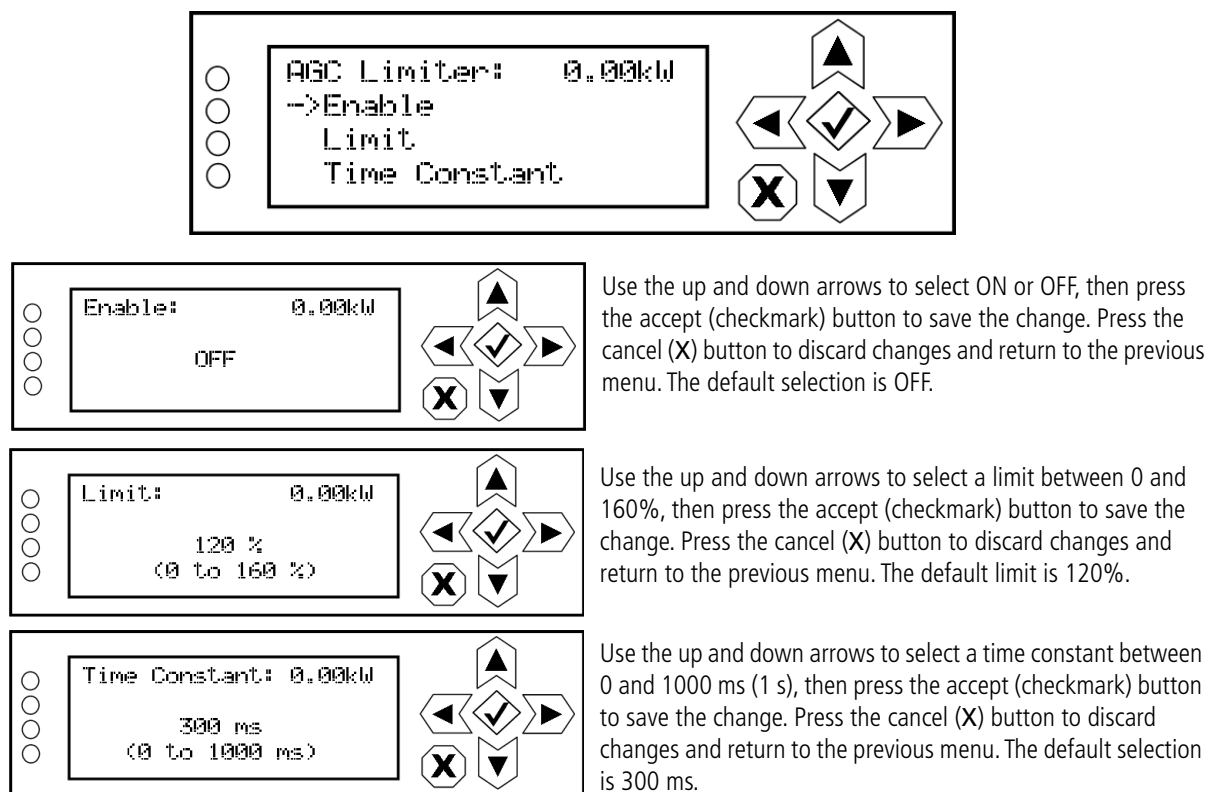 AGC Limiter: 0.00kW
->Enable
Limit
Time Constant
X
Enable: 0.00kW
OFF
X
Use the up and down arrows to select ON or OFF, then press
the accept (checkmark) button to save the change. Press the
cancel (X) button to discard changes and return to the previous
menu. The default selection is OFF.
Limit: 0.00kW
120 %
(0 to 160 %)
X
Use the up and down arrows to select a limit between 0 and
160%, then press the accept (checkmark) button to save the
change. Press the cancel (X) button to discard changes and
return to the previous menu. The default limit is 120%.
Time Constant: 0.00kW
300 ms
(0 to 1000 ms)
X
Use the up and down arrows to select a time constant between
0 and 1000 ms (1 s), then press the accept (checkmark) button
to save the change. Press the cancel (X) button to discard
changes and return to the previous menu. The default selection
is 300 ms.